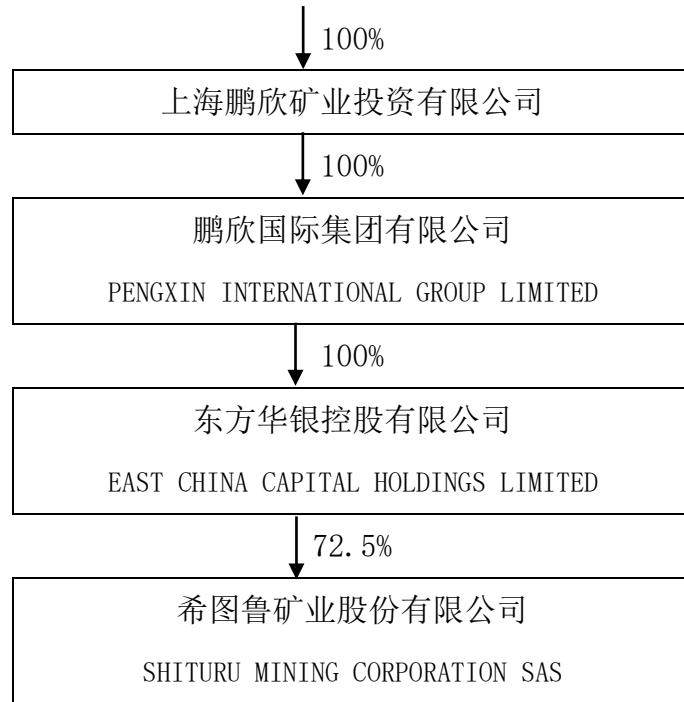 100%
上海鹏欣矿业投资有限公司
100%
鹏欣国际集团有限公司
PENGXIN INTERNATIONAL GROUP LIMITED
100%
东方华银控股有限公司
EAST CHINA CAPITAL HOLDINGS LIMITED
72.5%
希图鲁矿业股份有限公司
SHITURU MINING CORPORATION SAS